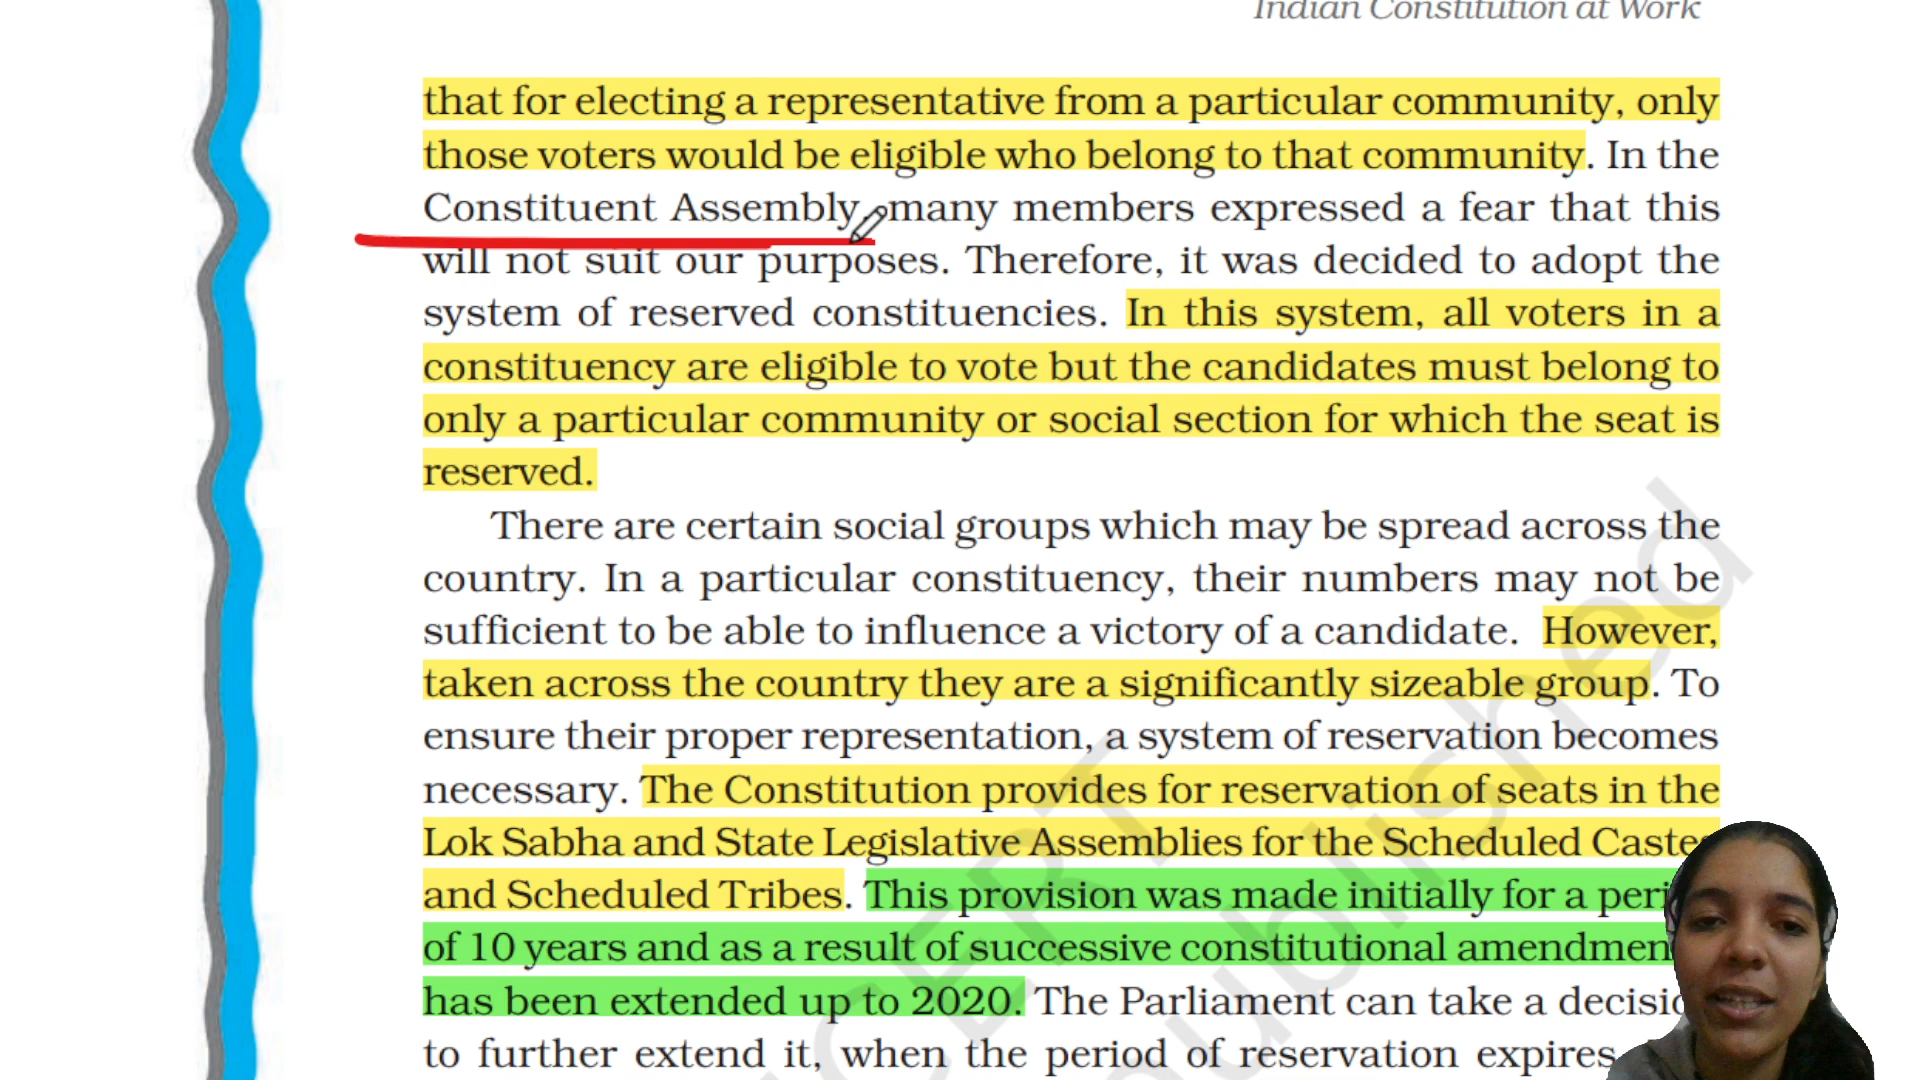 Indian Constitution at Work
that for electing a representative from a particular community, only
those voters would be eligible who belong to that community. In the
Constituent Assembly, many members expressed a fear that this
will not suit our purposes. Therefore, it was decided to adopt the
system of reserved constituencies. In this system, all voters in a
constituency are eligible to vote but the candidates must belong to
only a particular community or social section for which the seat is
reserved.
There are certain social groups which may be spread across the
country. In a particular constituency, their numbers may not be
sufficient to be able to influence a victory of a candidate. However,
taken across the country they are a significantly sizeable group. To
ensure their proper representation, a system of reservation becomes
necessary. The Constitution provides for reservation of seats in the
Lok Sabha and State Legislative Assemblies for the Scheduled Castes
and Scheduled Tribes. This provision was made initially for a
of 10 years and as a result of successive constitutional
has been extended up to 2020. The Parliament can take a
to further extend it, when the period of reservation expires